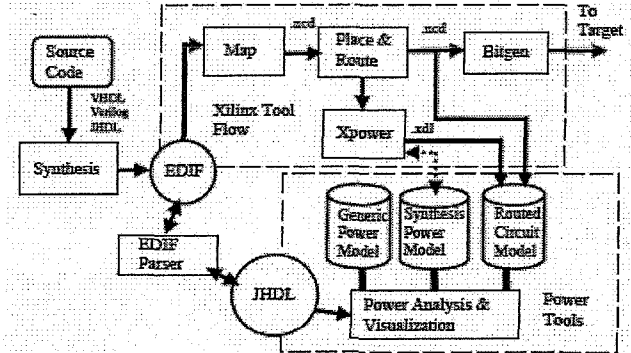 To
Target
.ncd
.ncd
Source
Code
Map
Place &
Route
Bitgen
VHDL
Verilog
JHDL
Xilinx Tool
Flow
Xpower
.xdl
Synthesis
EDIF
Generic
Power
Model
Synthesis
Power
Model
Routed
Circuit
Model
EDIF
Parser
JHDL
Power Analysis &
Visualization
Power
Tools